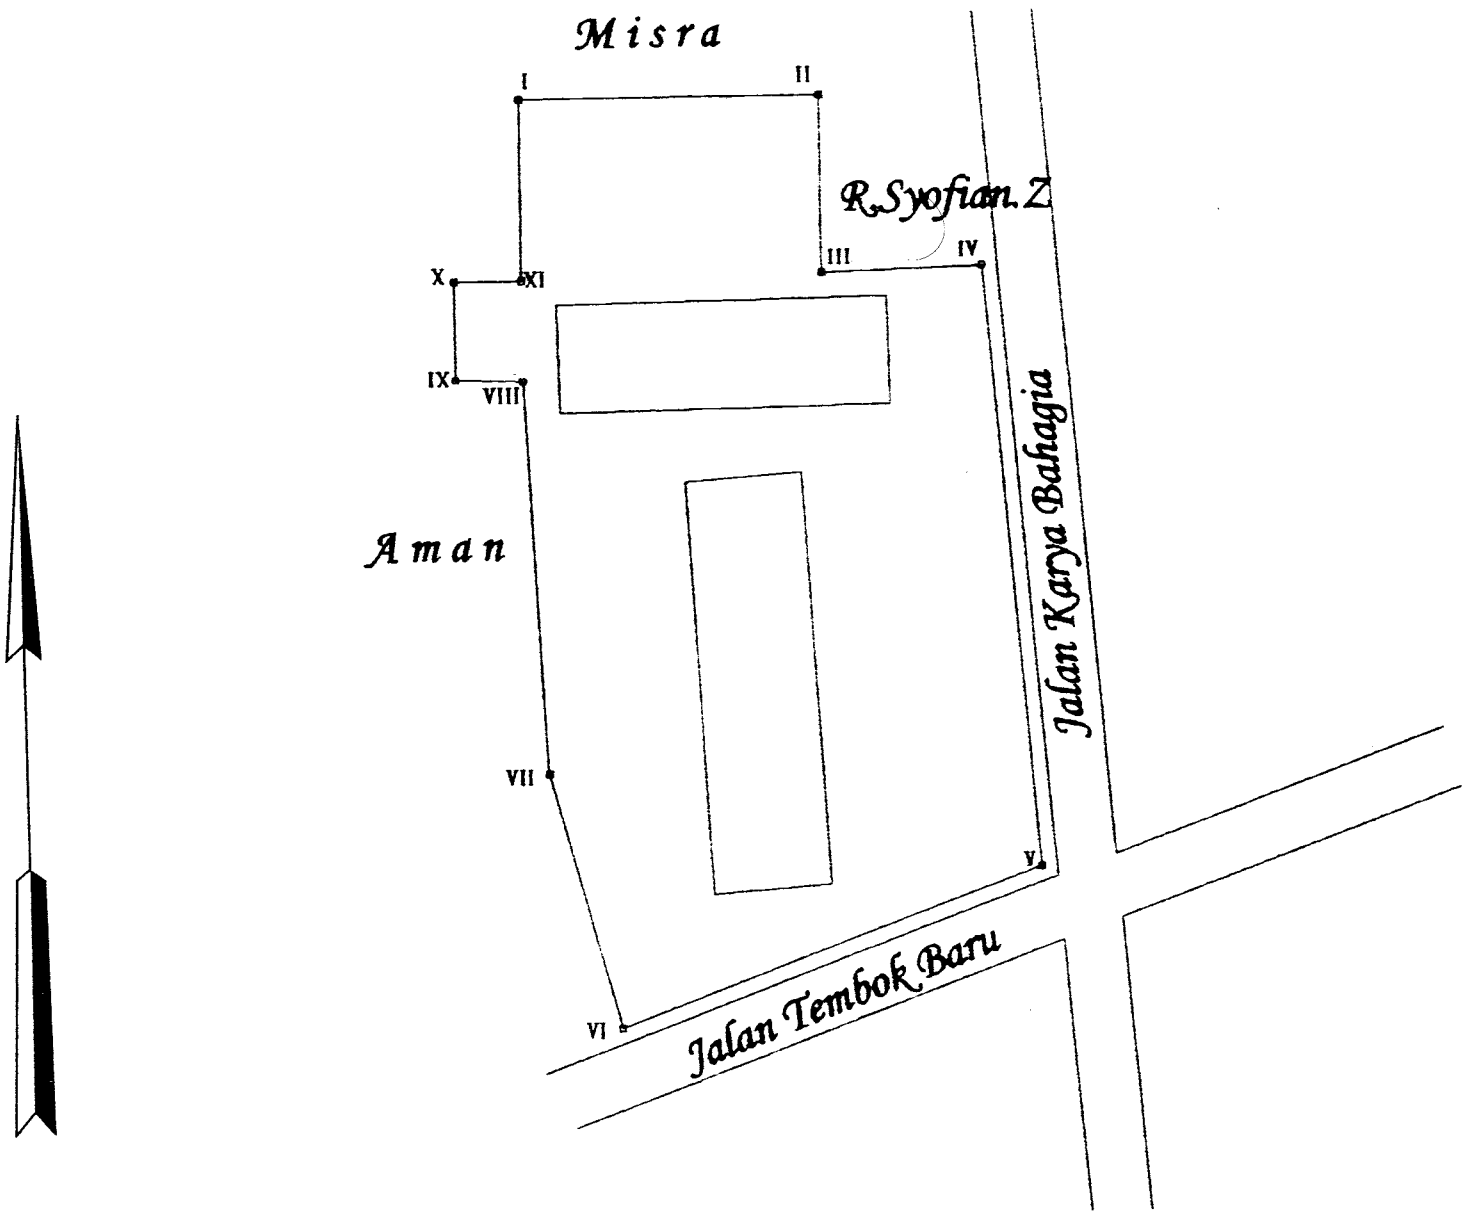 Misra
I
II
R.Syofian.Z
III
IV
X
XI
IX
VIII
Jalan Karya Bahagia
Aman
VII
V
VI
Jalan Tembok Baru